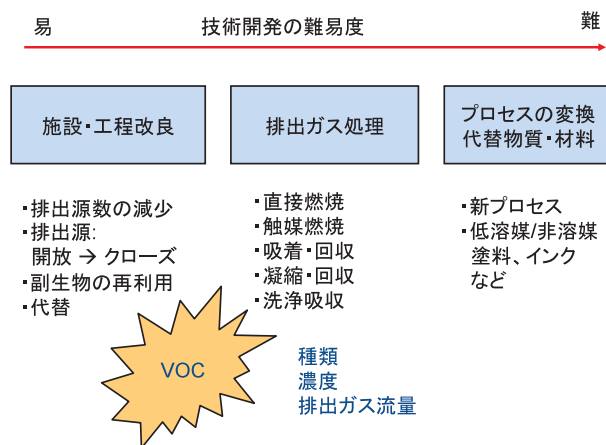 易
技術開発の難易度
難
施設・工程改良
排出ガス処理
プロセスの変換
代替物質・材料
・排出源数の減少
・排出源:
開放 → クローズ
・副生物の再利用
・代替
・直接燃焼
・触媒燃焼
・吸着・回収
・凝縮・回収
・洗浄吸収
・新プロセス
・低溶媒/非溶媒
塗料、インク
など
VOC
種類
濃度
排出ガス流量